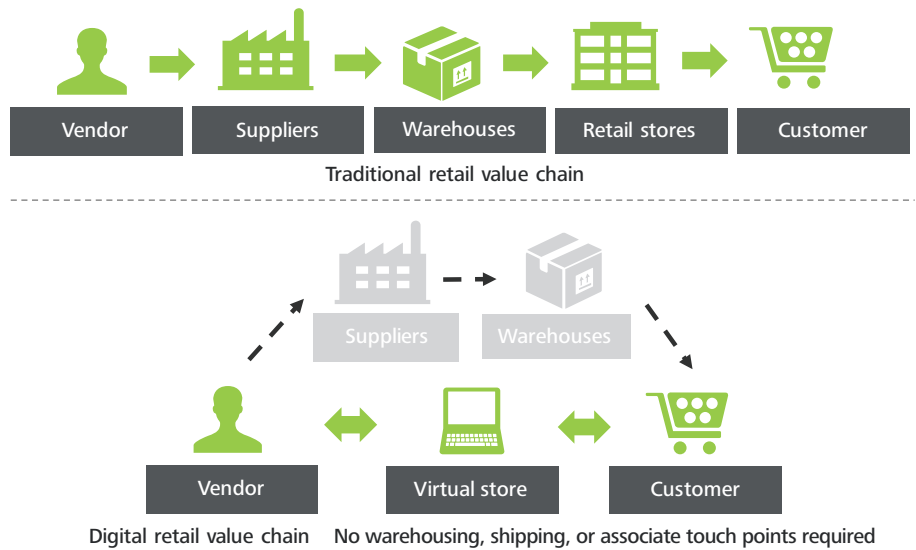 Vendor
Suppliers
Warehouses
Retail stores
Customer
Traditional retail value chain
Suppliers
Warehouses
Vendor
Virtual store
Customer
Digital retail value chain
No warehousing, shipping, or associate touch points required